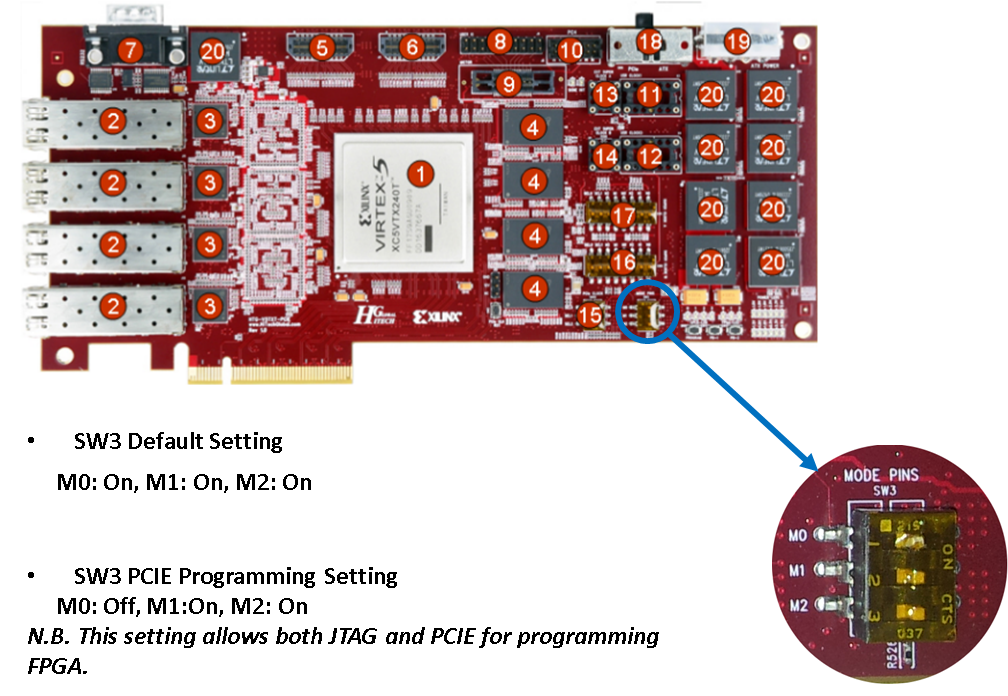 7
20
5
6
8
10
18
19
9
13
11
20
20
2
3
4
14
12
20
20
1
XILINX
VIRTEX-5
XC5VTX240T
2
3
4
17
20
20
2
3
4
16
20
20
2
3
4
15
HiTECH Global
XILINX
MODE PINS
SW3
M0
M1
M2
1
2
3
ON
CTS
R526
• SW3 Default Setting
M0: On, M1: On, M2: On
• SW3 PCIE Programming Setting
M0: Off, M1:On, M2: On
N.B. This setting allows both JTAG and PCIE for programming
FPGA.